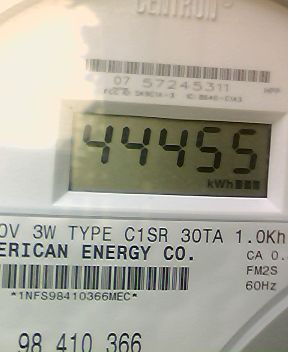 CENTRON
07 57245311
44455
kWh
0V 3W TYPE C1SR 30TA 1.0Kh
ERICAN ENERGY CO.
CA 0.
FM2S
60Hz
*1NFS98410366MEC*
98 410 366